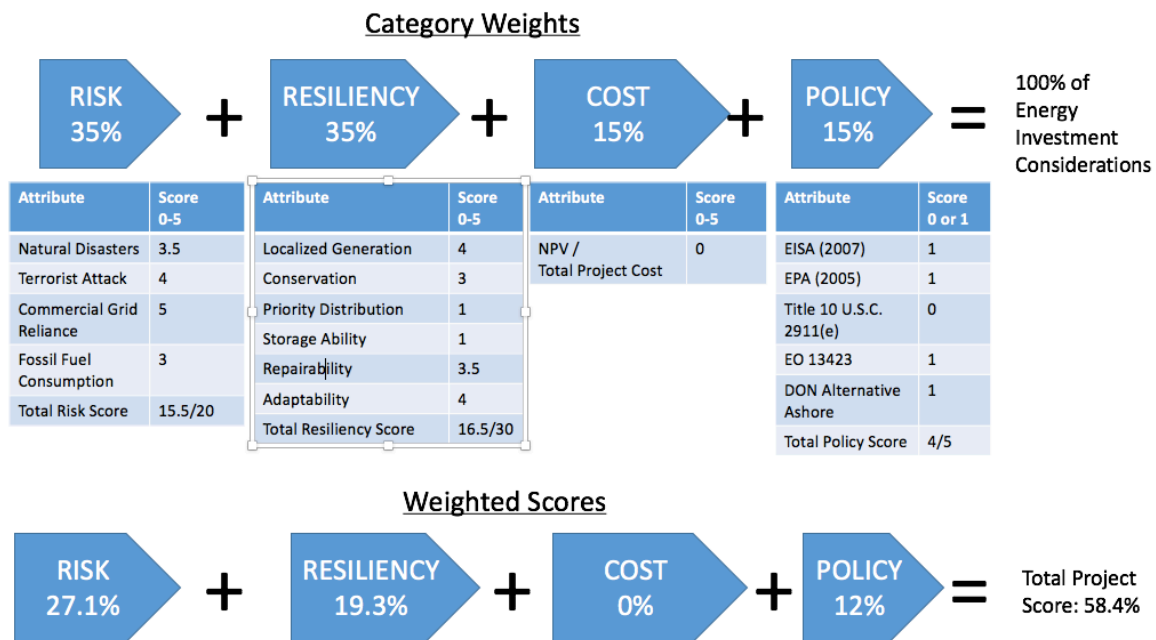 Category Weights
RISK
35%
+
RESILIENCY
35%
+
COST
15%
+
POLICY
15%
=
100% of
Energy
Investment
Considerations
Attribute Score
0-5
Natural Disasters 3.5
Terrorist Attack 4
Commercial Grid 5
Reliance
Fossil Fuel 3
Consumption
Total Risk Score 15.5/20
Attribute Score
0-5
Localized Generation 4
Conservation 3
Priority Distribution 1
Storage Ability 1
Repairability 3.5
Adaptability 4
Total Resiliency Score 16.5/30
Attribute Score
0-5
NPV / 0
Total Project Cost
Attribute Score
0 or 1
EISA (2007) 1
EPA (2005) 1
Title 10 U.S.C. 0
2911(e)
EO 13423 1
DON Alternative 1
Ashore
Total Policy Score 4/5
Weighted Scores
RISK
27.1%
+
RESILIENCY
19.3%
+
COST
0%
+
POLICY
12%
=
Total Project
Score: 58.4%